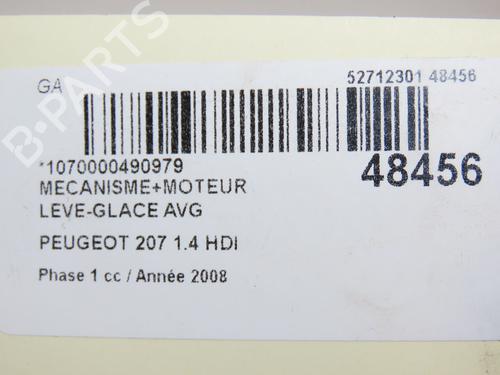 GA
52712301 48456
*1070000490979
48456
MECANISME+MOTEUR
LEVE-GLACE AVG
PEUGEOT 207 1.4 HDI
Phase 1 cc / Année 2008
B-PARTS